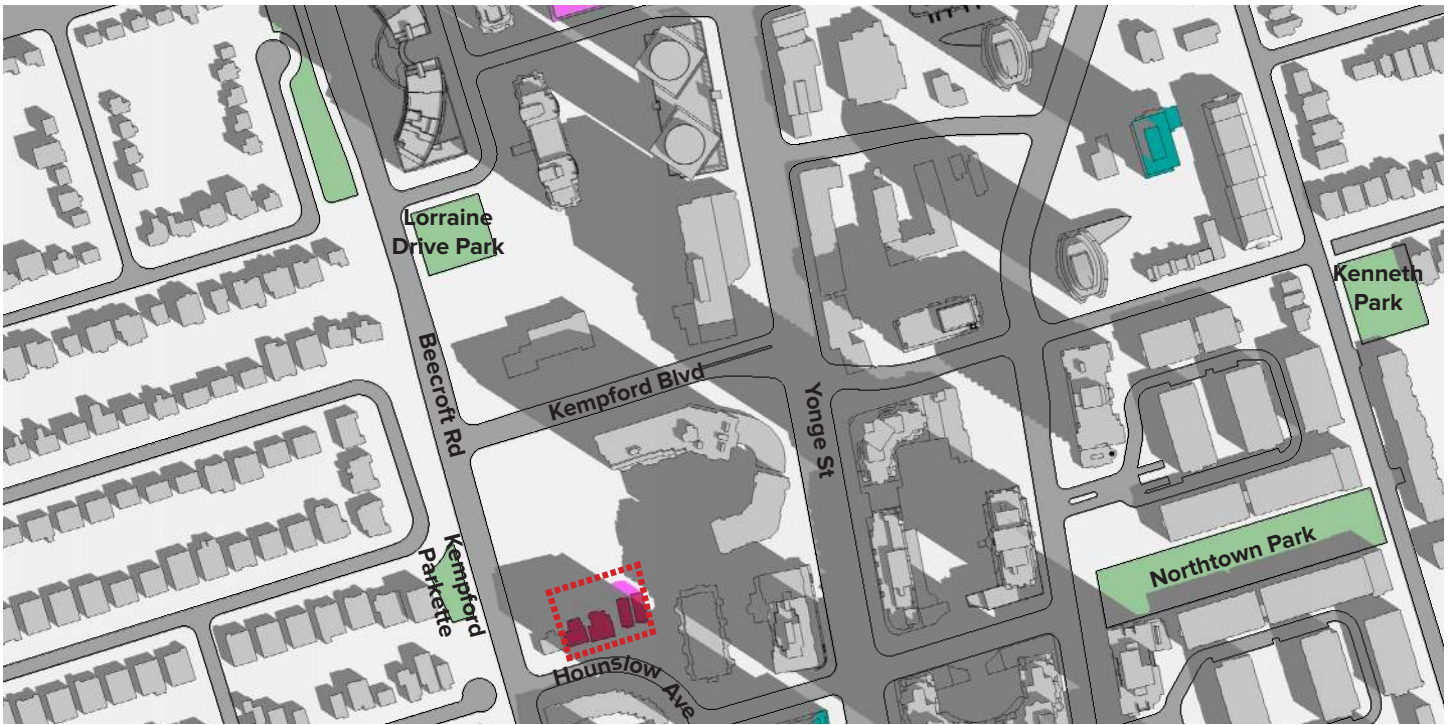 Lorraine
Drive Park
Kenneth
Park
Beecroft Rd
Kempford Blvd
Yonge St
Northtown Park
Kempford
Parkette
Hounslow Ave